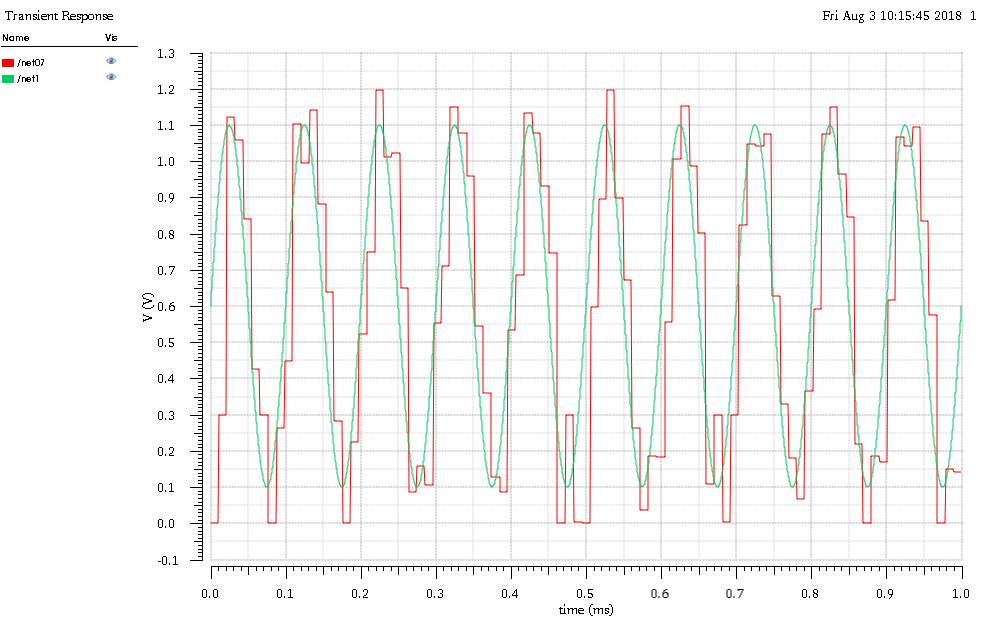 Transient Response
Fri Aug 3 10:15:45 2018 1
Name Vis
/net07
/net1
1.3
1.2
1.1
1.0
0.9
0.8
0.7
0.6
0.5
0.4
0.3
0.2
0.1
0.0
-0.1
V (V)
0.0 0.1 0.2 0.3 0.4 0.5 0.6 0.7 0.8 0.9 1.0
time (ms)